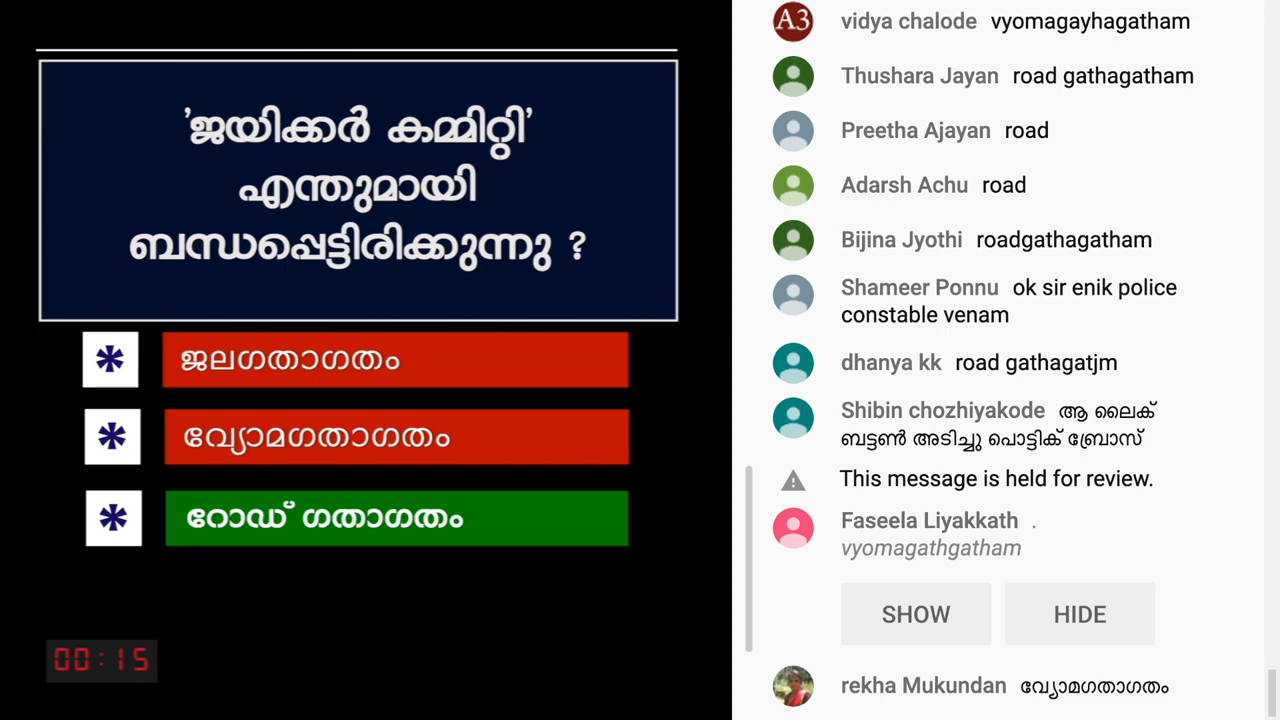 'ജയിക്കർ കമ്മിറ്റി'
എന്തുമായി
ബന്ധപ്പെട്ടിരിക്കുന്നു ?
* ജലഗതാഗതം
* വ്യോമഗതാഗതം
* റോഡ് ഗതാഗതം
00:15
A3 vidya chalode vyomagayhagatham
Thushara Jayan road gathagatham
Preetha Ajayan road
Adarsh Achu road
Bijina Jyothi roadgathagatham
Shameer Ponnu ok sir enik police
constable venam
dhanya kk road gathagatjm
Shibin chozhiyakode ആ ലൈക്
ബട്ടൺ അടിച്ചു പൊട്ടിക് ബ്രോസ്
This message is held for review.
Faseela Liyakkath .
vyomagathgatham
SHOW HIDE
rekha Mukundan വ്യോമഗതാഗതം